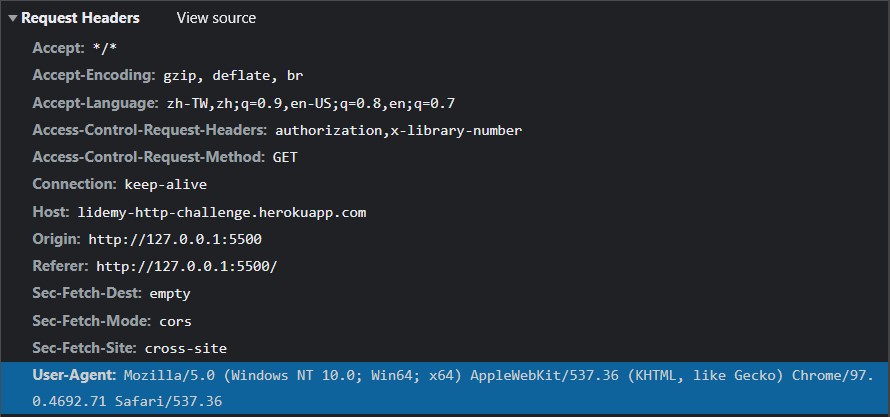 ▼Request Headers View source
Accept: */*
Accept-Encoding: gzip, deflate, br
Accept-Language: zh-TW,zh;q=0.9,en-US;q=0.8,en;q=0.7
Access-Control-Request-Headers: authorization,x-library-number
Access-Control-Request-Method: GET
Connection: keep-alive
Host: lidemy-http-challenge.herokuapp.com
Origin: http://127.0.0.1:5500
Referer: http://127.0.0.1:5500/
Sec-Fetch-Dest: empty
Sec-Fetch-Mode: cors
Sec-Fetch-Site: cross-site
User-Agent: Mozilla/5.0 (Windows NT 10.0; Win64; x64) AppleWebKit/537.36 (KHTML, like Gecko) Chrome/97.
0.4692.71 Safari/537.36